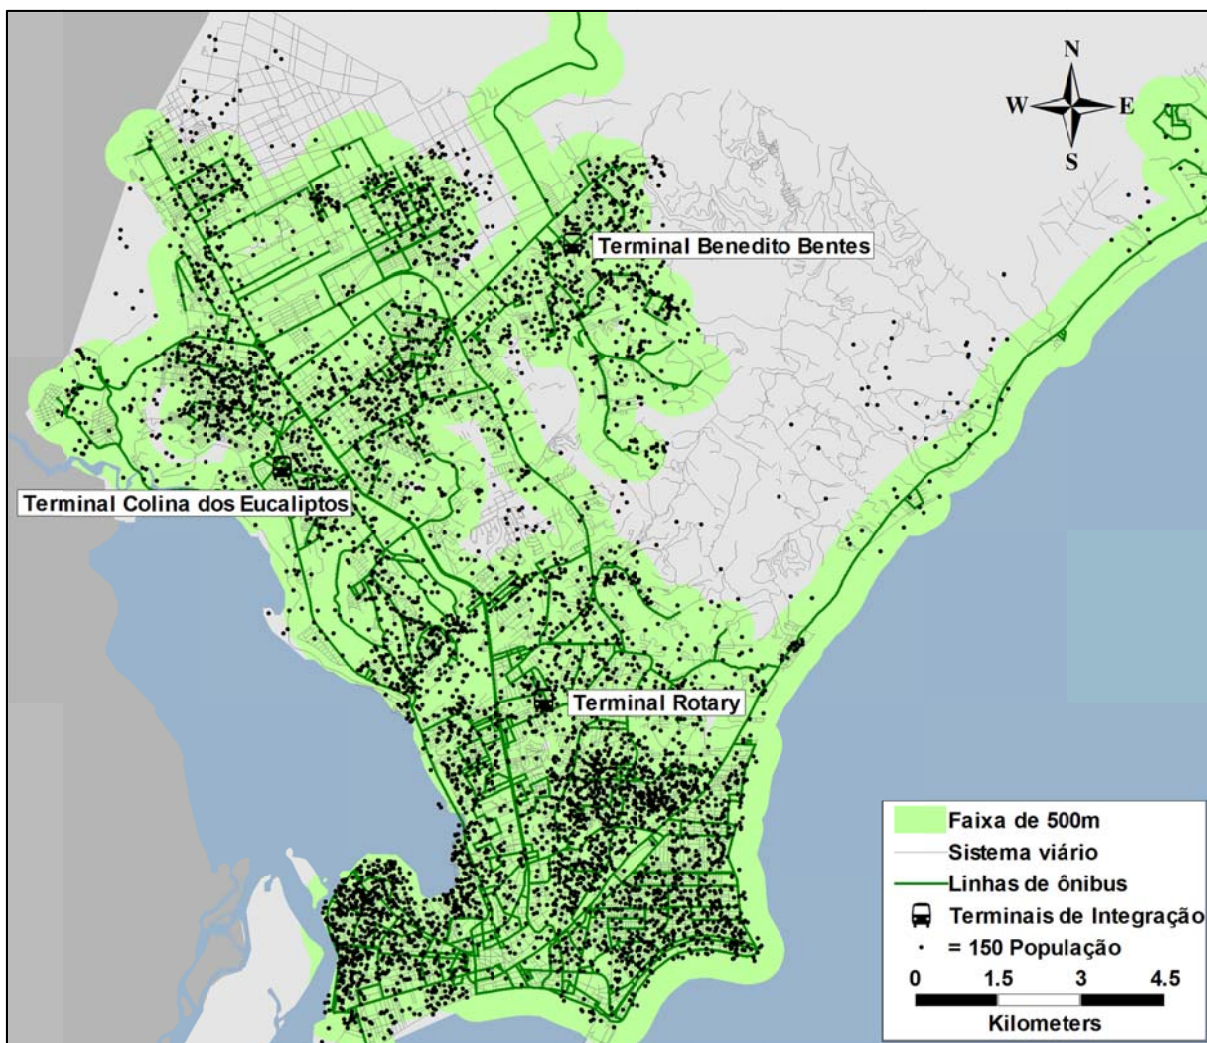 N
W E
S
Terminal Benedito Bentes
Terminal Colina dos Eucaliptos
Terminal Rotary
Faixa de 500m
Sistema viário
Linhas de ônibus
Terminais de Integração
= 150 População
0 1.5 3 4.5
Kilometers